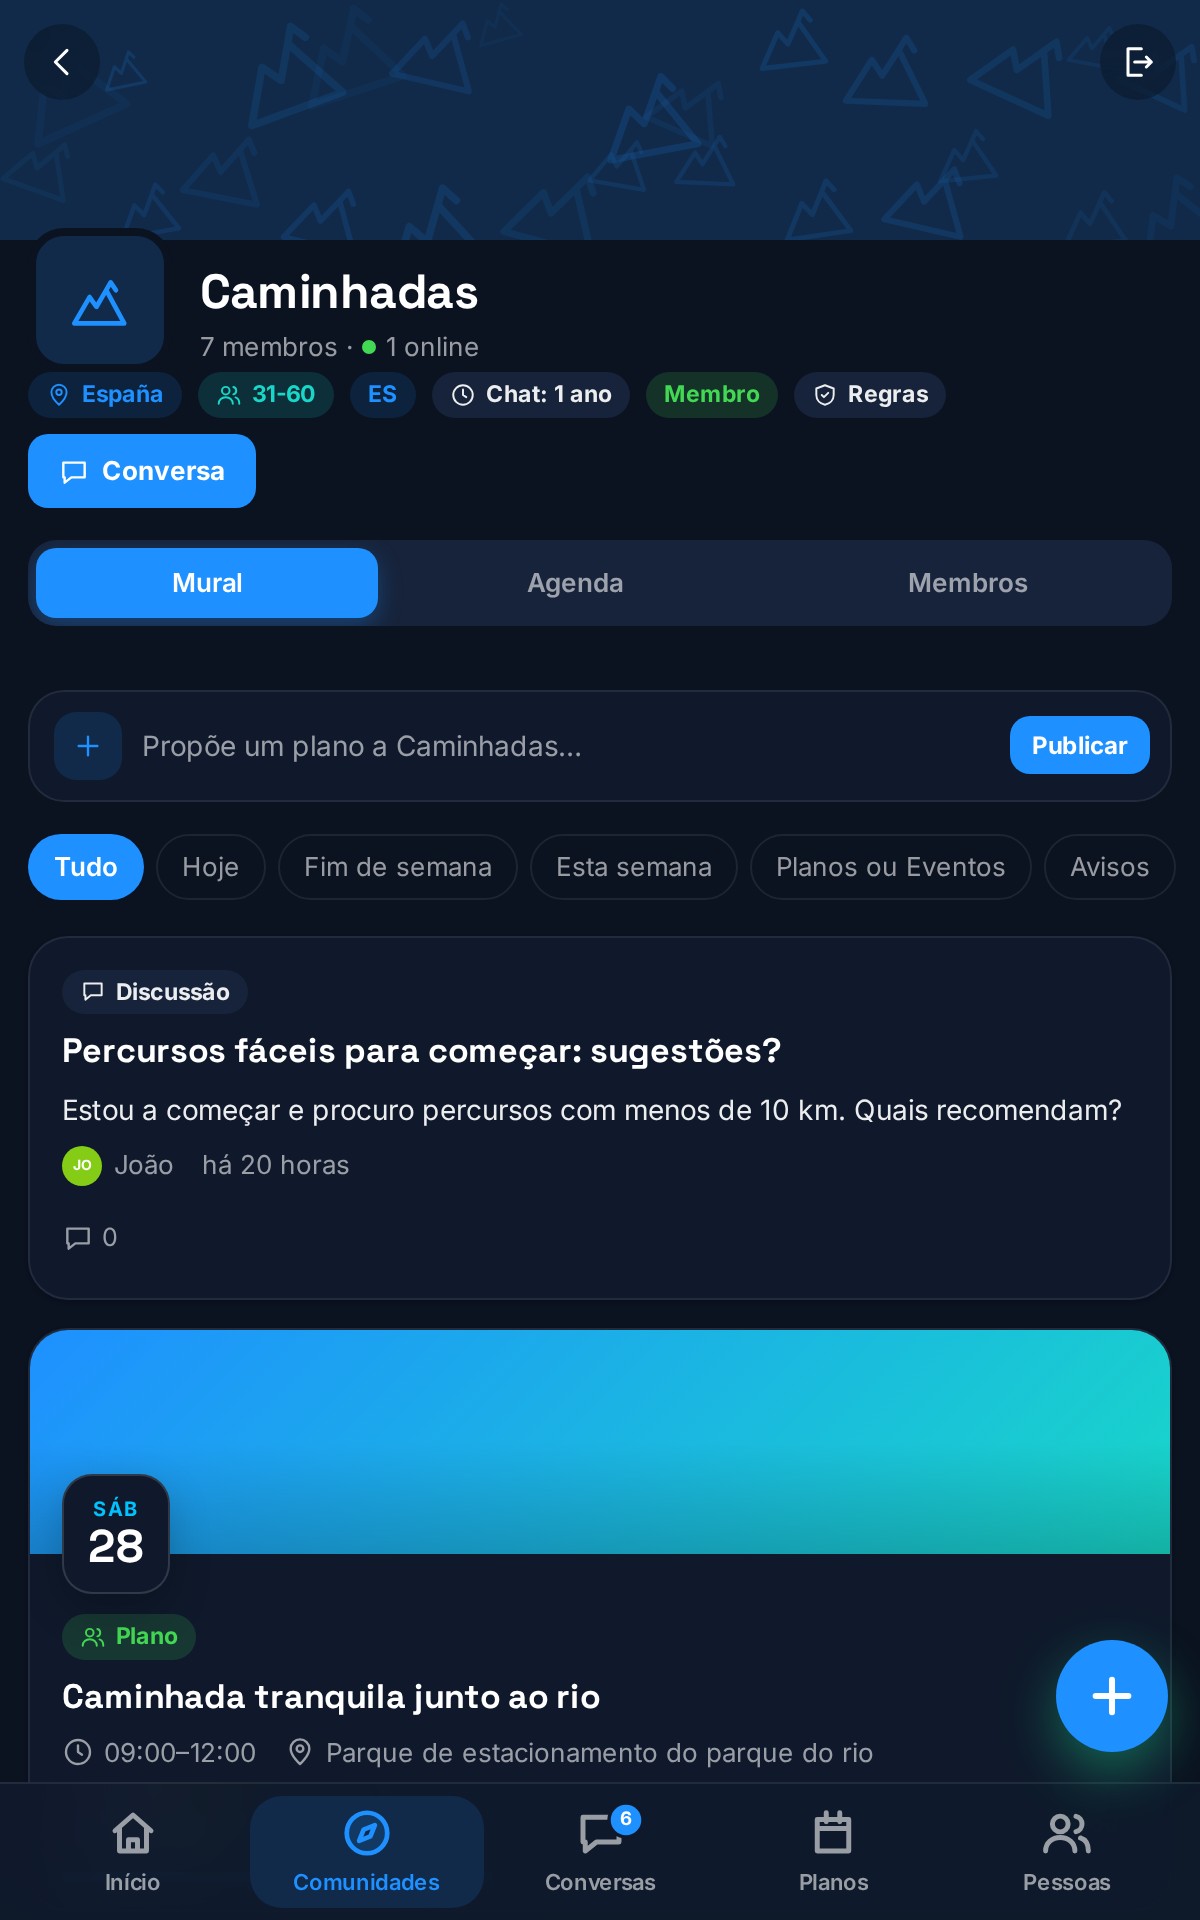 Caminhadas
7 membros · 1 online
España 31-60 ES Chat: 1 ano Membro Regras
Conversa
Mural Agenda Membros
Propõe um plano a Caminhadas... Publicar
Tudo Hoje Fim de semana Esta semana Planos ou Eventos Avisos
Discussão
Percursos fáceis para começar: sugestões?
Estou a começar e procuro percursos com menos de 10 km. Quais recomendam?
JO João há 20 horas
0
SÁB
28
Plano
Caminhada tranquila junto ao rio
09:00–12:00 Parque de estacionamento do parque do rio
6
Início Comunidades Conversas Planos Pessoas